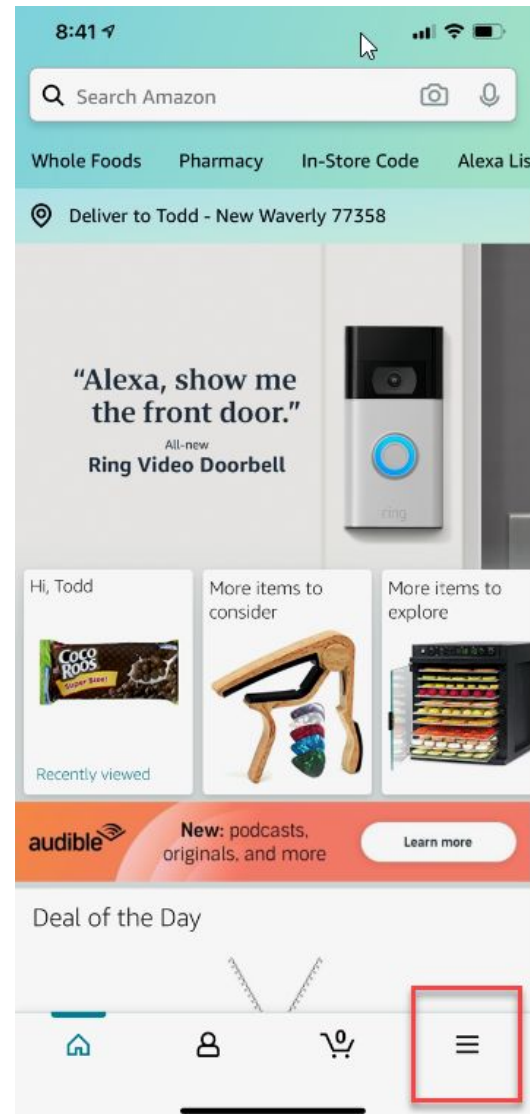 8:41
Search Amazon
Whole Foods Pharmacy In-Store Code Alexa Lis
Deliver to Todd - New Waverly 77358
“Alexa, show me
the front door.”
All-new
Ring Video Doorbell
ring
Hi, Todd
More items to
consider
More items to
explore
COCO
ROOS
Super Size!
Recently viewed
audible
New: podcasts,
originals, and more
Learn more
Deal of the Day
0